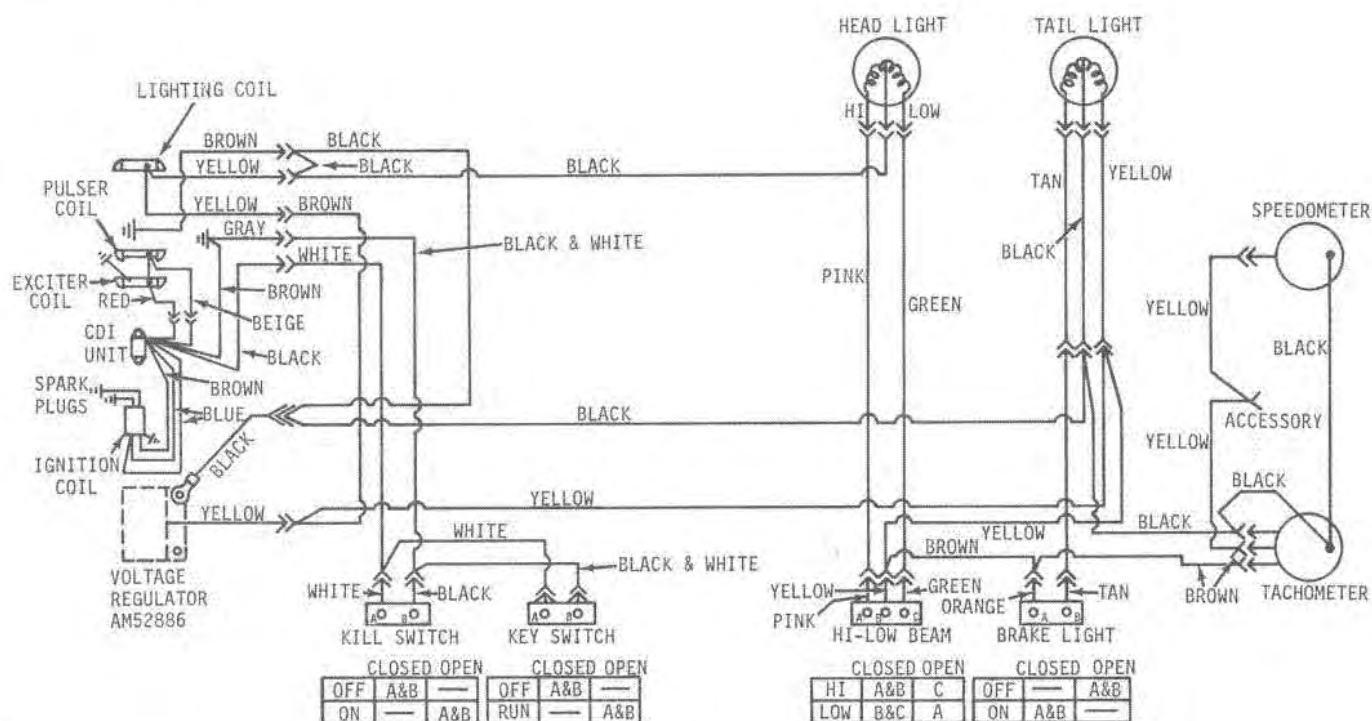 HEAD LIGHT
TAIL LIGHT
LIGHTING COIL
HI
LOW
BROWN
BLACK
YELLOW
BLACK
BLACK
PULSER
COIL
YELLOW
BROWN
GRAY
BLACK & WHITE
WHITE
TAN
YELLOW
BLACK
SPEEDOMETER
EXCITER
COIL
RED
BROWN
BEIGE
PINK
GREEN
YELLOW
BLACK
CDI
UNIT
BLACK
BROWN
SPARK
PLUGS
BLUE
BLACK
ACCESSORY
YELLOW
IGNITION
COIL
BLACK
BLACK
YELLOW
YELLOW
WHITE
YELLOW
BLACK
BROWN
BLACK & WHITE
VOLTAGE
REGULATOR
AM52886
WHITE
BLACK
YELLOW
GREEN
PINK
ORANGE
TAN
BROWN
TACHOMETER
A B
A B
A B C
A B
KILL SWITCH
KEY SWITCH
HI-LOW BEAM
BRAKE LIGHT
CLOSED OPEN
OFF A&B —
ON — A&B
CLOSED OPEN
OFF A&B —
RUN — A&B
CLOSED OPEN
HI A&B C
LOW B&C A
CLOSED OPEN
OFF — A&B
ON A&B —